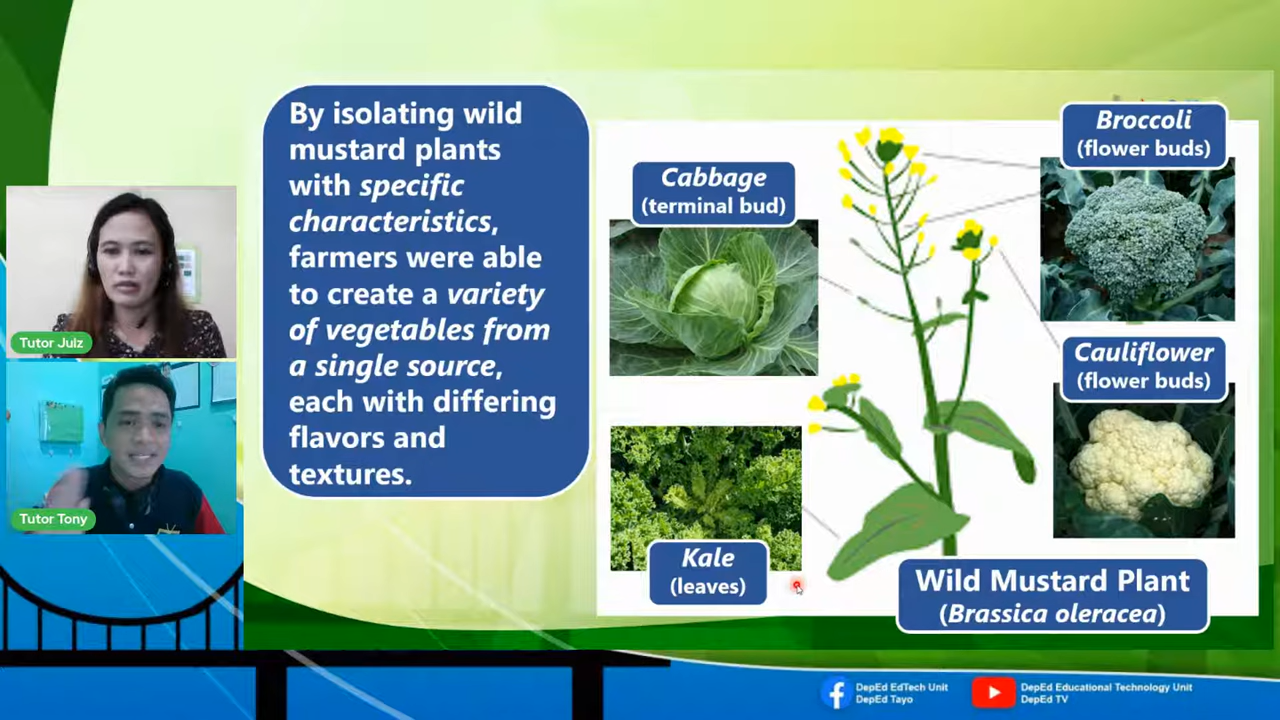 By isolating wild
mustard plants
with specific
characteristics,
farmers were able
to create a variety
of vegetables from
a single source,
each with differing
flavors and
textures.
Cabbage
(terminal bud)
Broccoli
(flower buds)
Cauliflower
(flower buds)
Kale
(leaves)
Wild Mustard Plant
(Brassica oleracea)
Tutor Julz
Tutor Tony
DepEd EdTech Unit
DepEd Tayo
DepEd Educational Technology Unit
DepEd TV